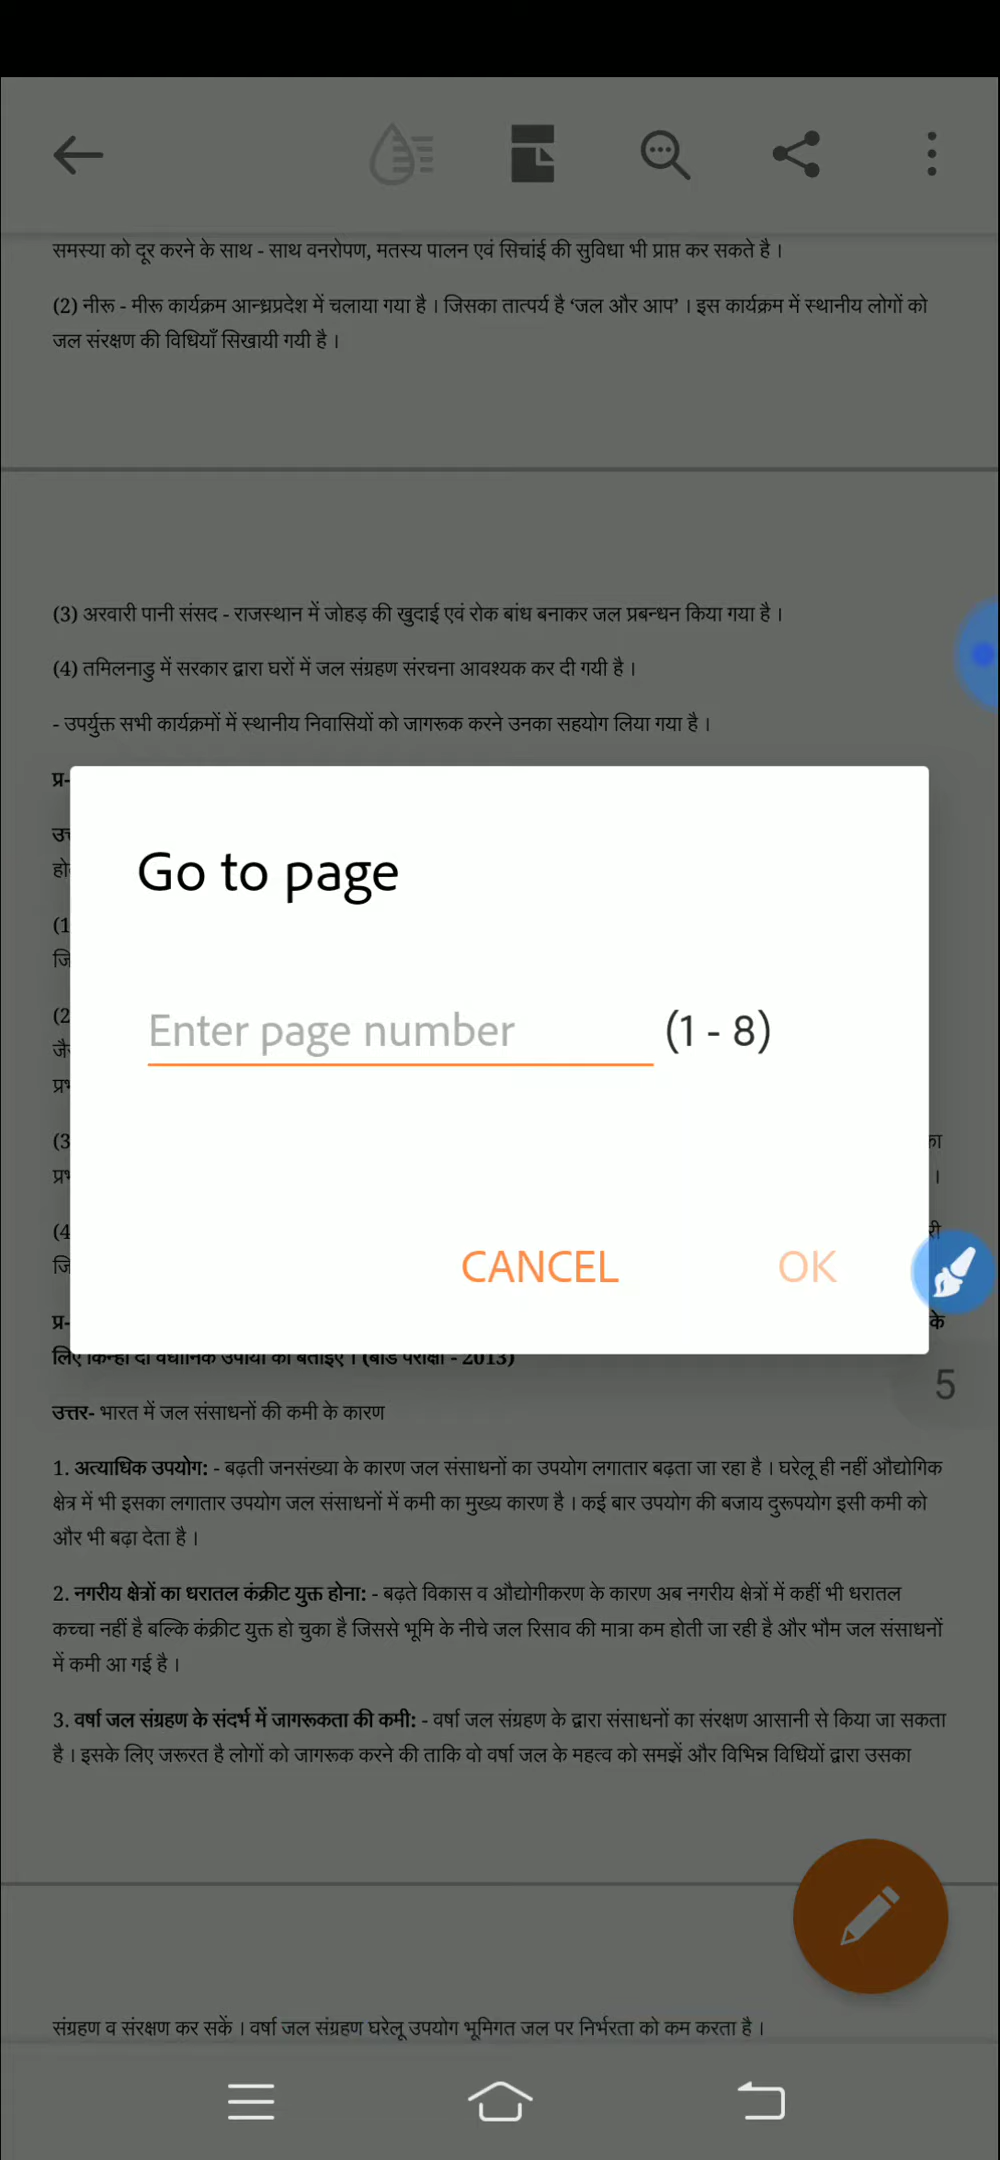 समस्या को दूर करने के साथ - साथ वनरोपण, मतस्य पालन एवं सिचांई की सुविधा भी प्राप्त कर सकते है ।
(2) नीरू - मीरू कार्यक्रम आन्ध्रप्रदेश में चलाया गया है । जिसका तात्पर्य है ‘जल और आप’ । इस कार्यक्रम में स्थानीय लोगों को
जल संरक्षण की विधियाँ सिखायी गयी है ।
(3) अरवारी पानी संसद - राजस्थान में जोहड़ की खुदाई एवं रोक बांध बनाकर जल प्रबन्धन किया गया है ।
(4) तमिलनाडु में सरकार द्वारा घरों में जल संग्रहण संरचना आवश्यक कर दी गयी है ।
- उपर्युक्त सभी कार्यक्रमों में स्थानीय निवासियों को जागरूक करने उनका सहयोग लिया गया है ।
Go to page
Enter page number (1 - 8)
CANCEL OK
लिए किन्हीं दो वैधानिक उपायों को बताइए । (बोर्ड परीक्षा - 2013)
5
उत्तर- भारत में जल संसाधनों की कमी के कारण
1. अत्याधिक उपयोग: - बढ़ती जनसंख्या के कारण जल संसाधनों का उपयोग लगातार बढ़ता जा रहा है । घरेलू ही नहीं औद्योगिक
क्षेत्र में भी इसका लगातार उपयोग जल संसाधनों में कमी का मुख्य कारण है । कई बार उपयोग की बजाय दुरूपयोग इसी कमी को
और भी बढ़ा देता है ।
2. नगरीय क्षेत्रों का धरातल कंक्रीट युक्त होना: - बढ़ते विकास व औद्योगीकरण के कारण अब नगरीय क्षेत्रों में कहीं भी धरातल
कच्चा नहीं है बल्कि कंक्रीट युक्त हो चुका है जिससे भूमि के नीचे जल रिसाव की मात्रा कम होती जा रही है और भौम जल संसाधनों
में कमी आ गई है ।
3. वर्षा जल संग्रहण के संदर्भ में जागरूकता की कमी: - वर्षा जल संग्रहण के द्वारा संसाधनों का संरक्षण आसानी से किया जा सकता
है । इसके लिए जरूरत है लोगों को जागरूक करने की ताकि वो वर्षा जल के महत्व को समझें और विभिन्न विधियों द्वारा उसका
संग्रहण व संरक्षण कर सकें । वर्षा जल संग्रहण घरेलू उपयोग भूमिगत जल पर निर्भरता को कम करता है ।